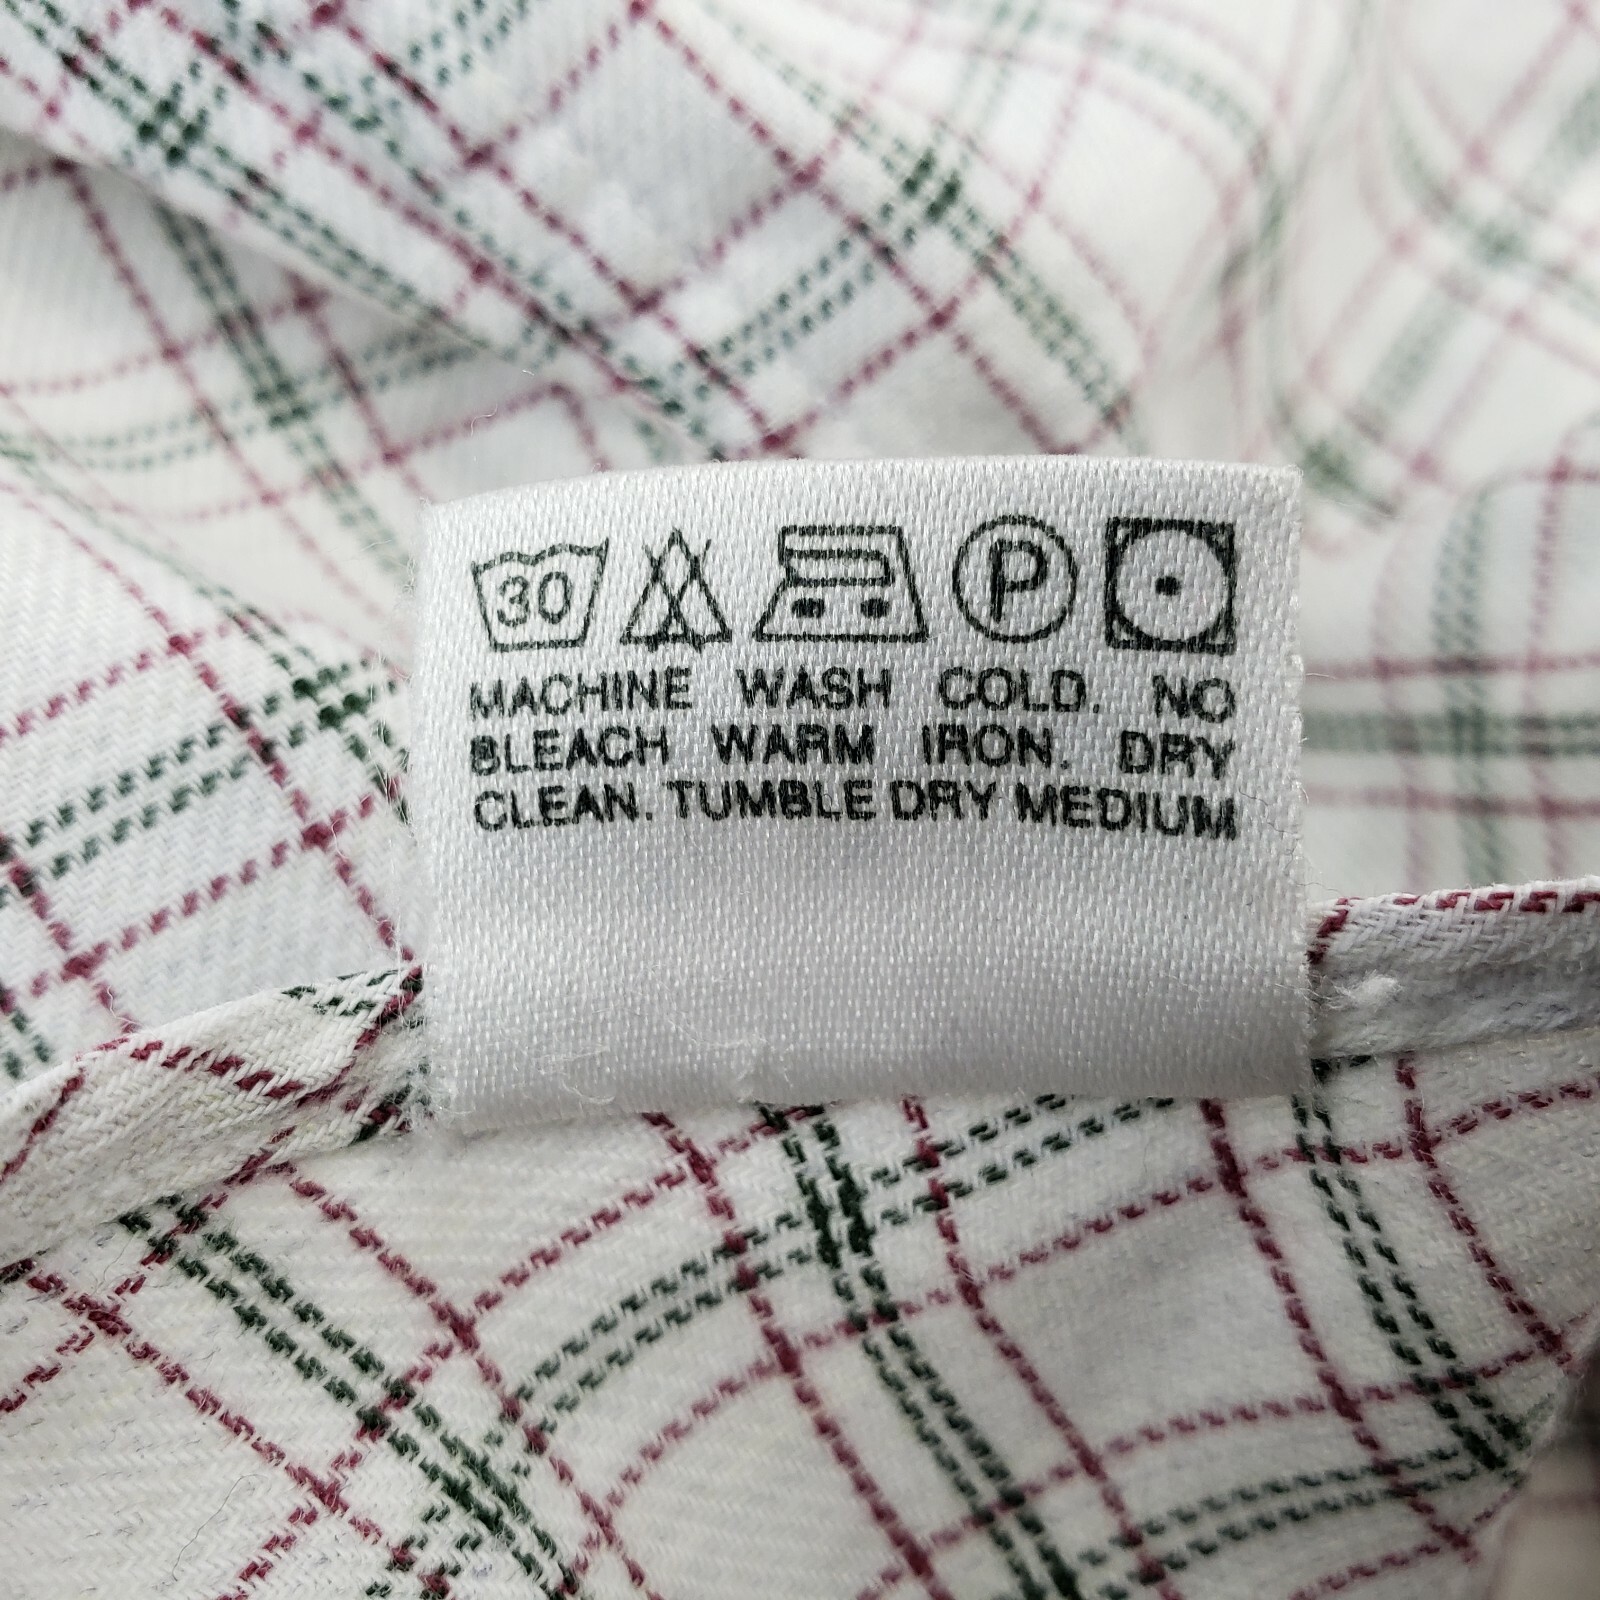 30 P
MACHINE WASH COLD. NO
BLEACH WARM IRON. DRY
CLEAN. TUMBLE DRY MEDIUM